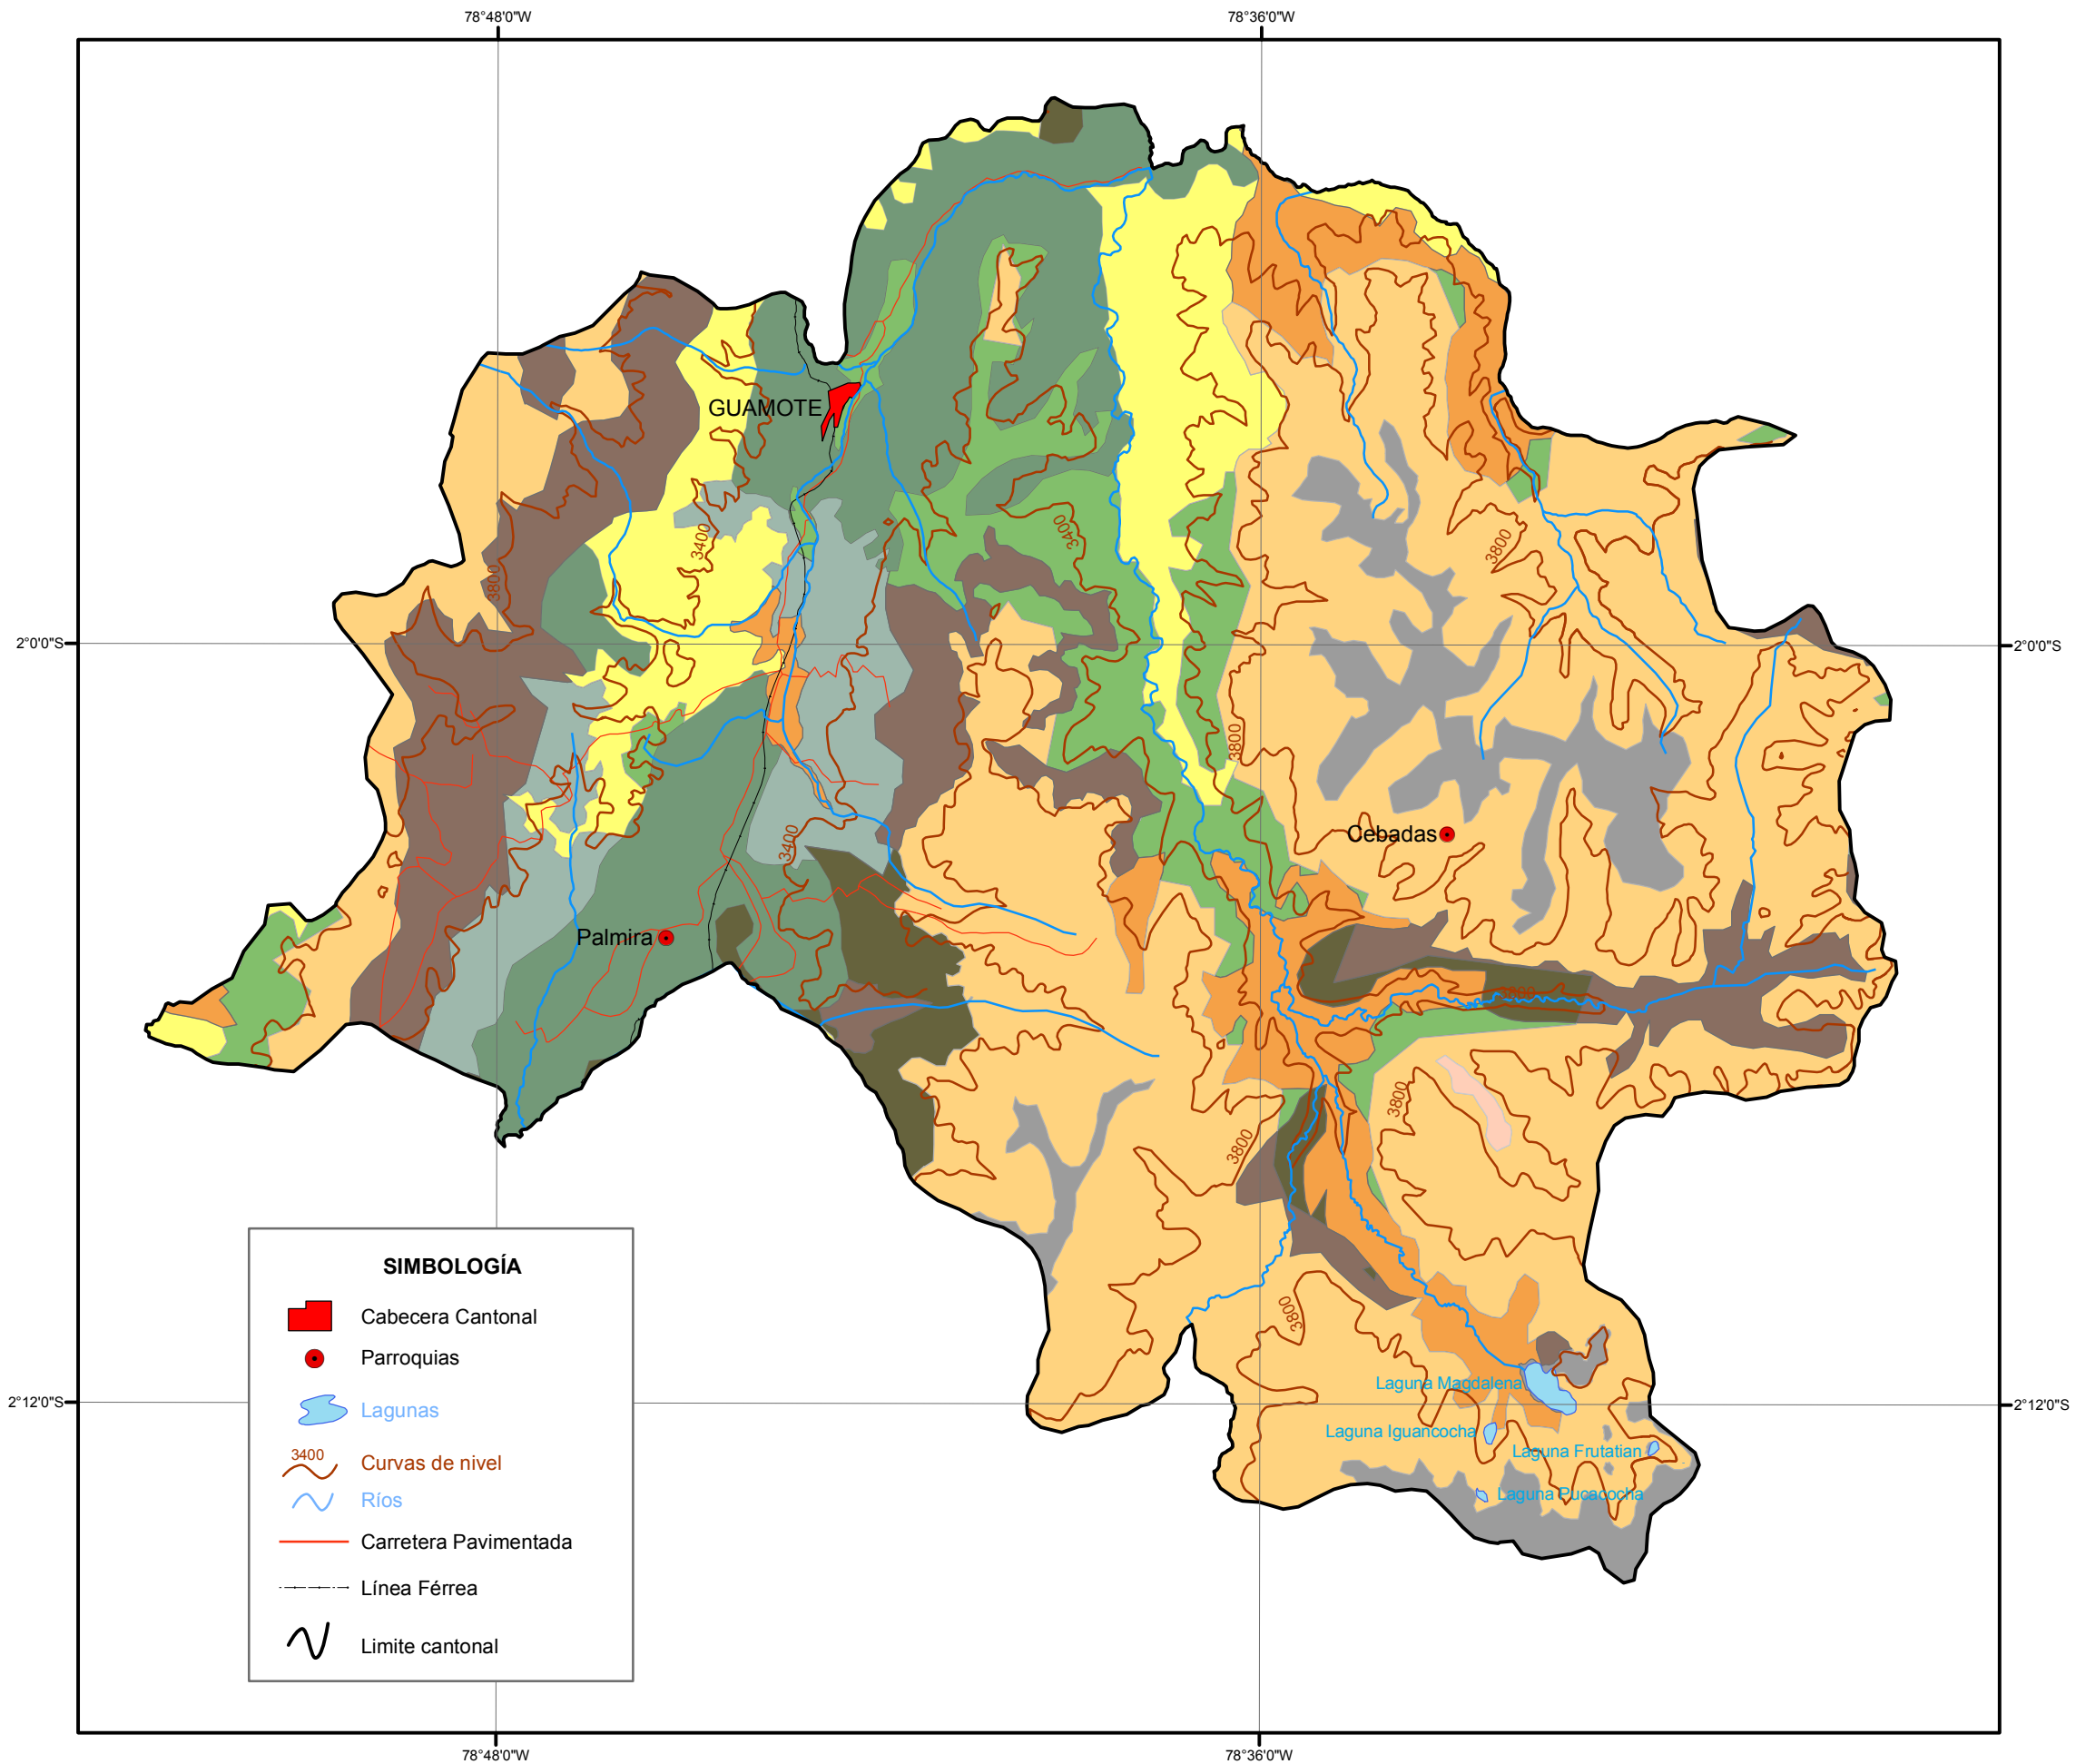 78°48'0"W
78°36'0"W
GUAMOTE
3400
3400
3800
3800
2°0'0"S
2°0'0"S
3800
Cebadas
3400
Palmira
3800
3800
3800
SIMBOLOGÍA
Cabecera Cantonal
3800
Parroquias
Laguna Magdalena
2°12'0"S
2°12'0"S
Lagunas
Laguna Iguancocha
Laguna Frutatian
3400
Curvas de nivel
Laguna Pucacocha
Ríos
Carretera Pavimentada
Línea Férrea
Limite cantonal
78°48'0"W
78°36'0"W